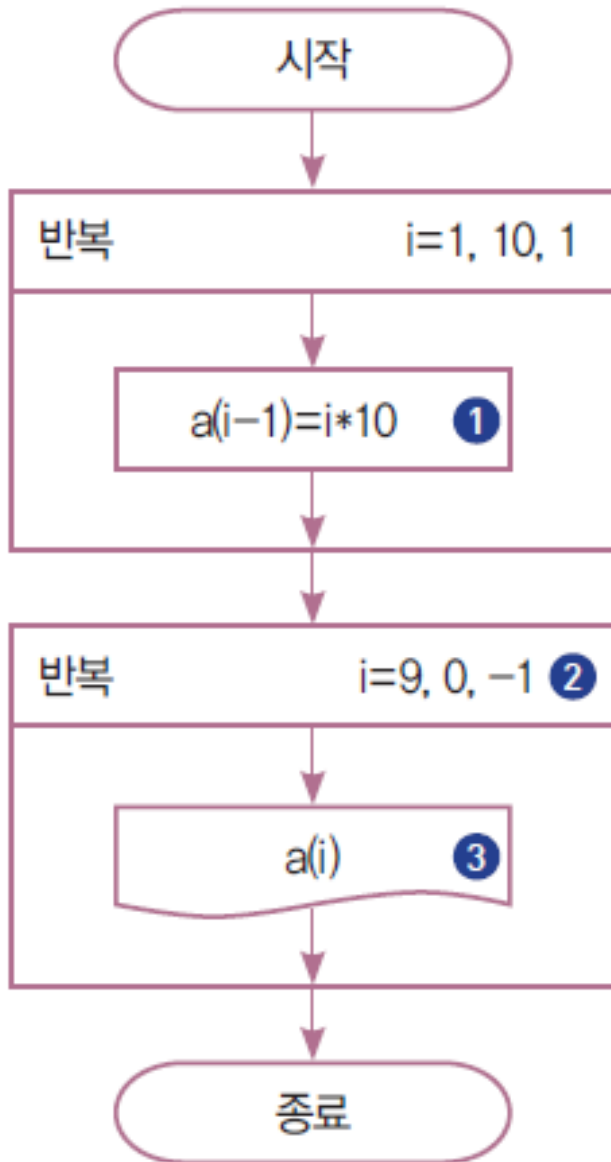 시작
반복 i=1, 10, 1
a(i-1)=i*10 1
반복 i=9, 0, -1 2
a(i) 3
종료